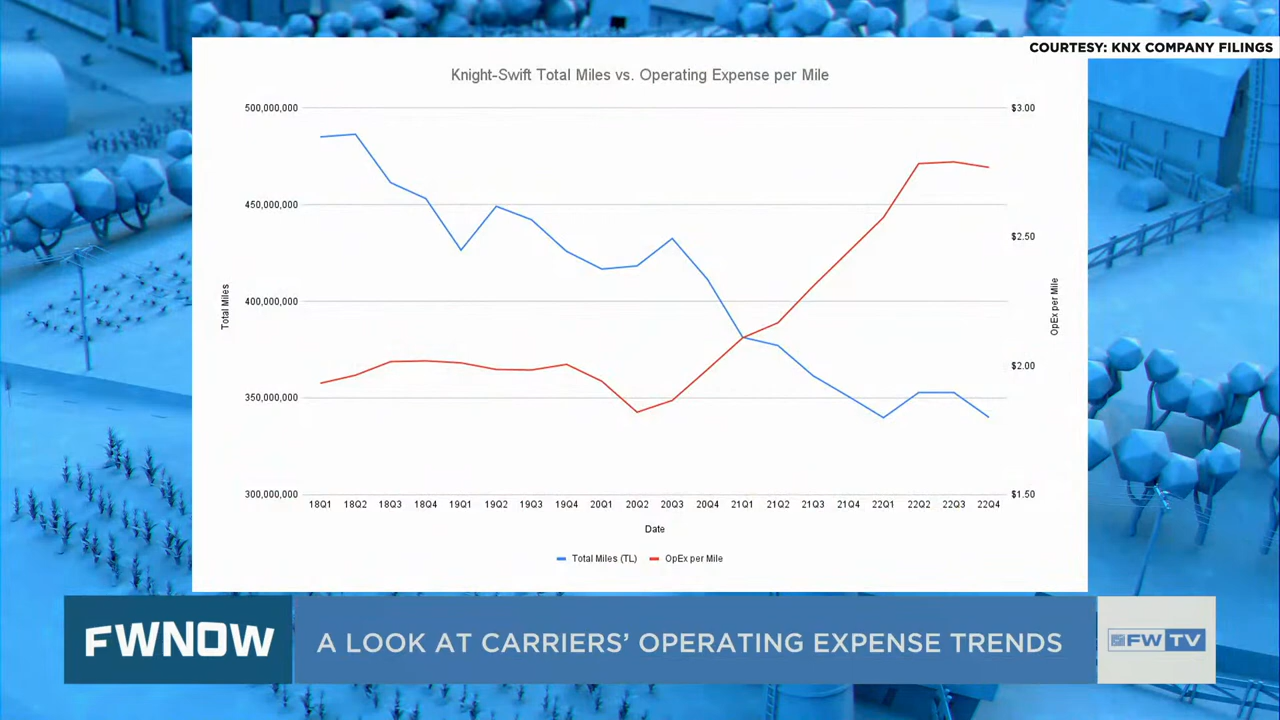 COURTESY: KNX COMPANY FILINGS
Knight-Swift Total Miles vs. Operating Expense per Mile
500,000,000
450,000,000
400,000,000
350,000,000
300,000,000
Total Miles
$3.00
$2.50
$2.00
$1.50
OpEx per Mile
18Q1 18Q2 18Q3 18Q4 19Q1 19Q2 19Q3 19Q4 20Q1 20Q2 20Q3 20Q4 21Q1 21Q2 21Q3 21Q4 22Q1 22Q2 22Q3 22Q4
Date
Total Miles (TL) OpEx per Mile
FWNOW
A LOOK AT CARRIERS’ OPERATING EXPENSE TRENDS
FW TV